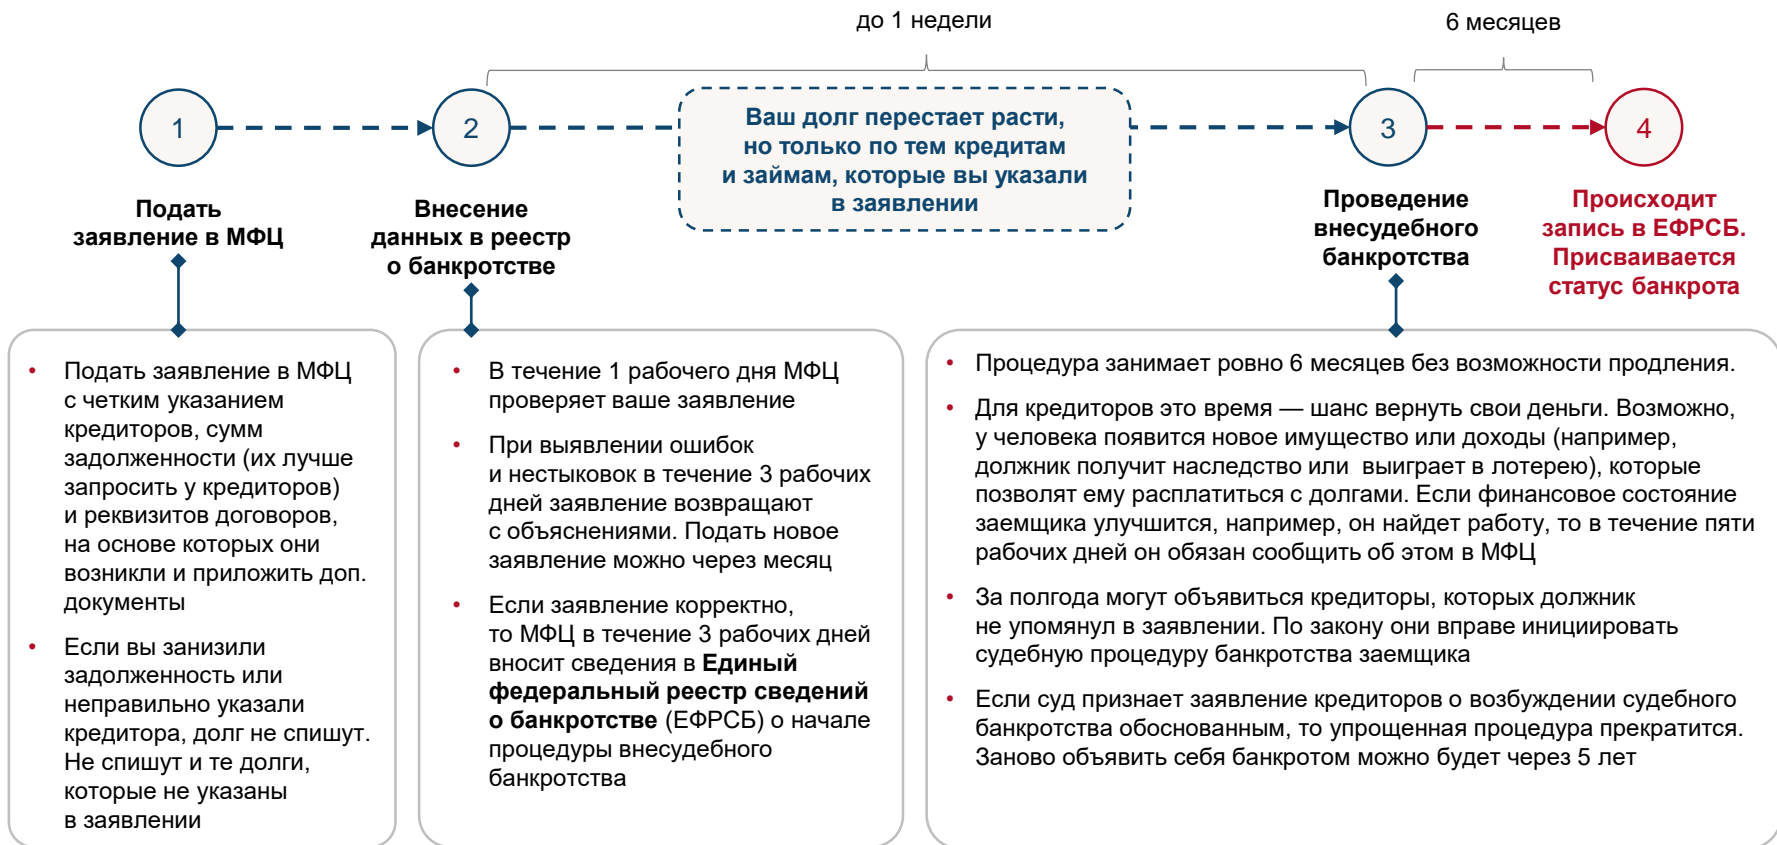 до 1 недели
6 месяцев
1
2
Ваш долг перестает расти,
но только по тем кредитам
и займам, которые вы указали
в заявлении
3
4
Подать
заявление в МФЦ
Внесение
данных в реестр
о банкротстве
Проведение
внесудебного
банкротства
Происходит
запись в ЕФРСБ.
Присваивается
статус банкрота
• Подать заявление в МФЦ
с четким указанием
кредиторов, сумм
задолженности (их лучше
запросить у кредиторов)
и реквизитов договоров,
на основе которых они
возникли и приложить доп.
документы
• Если вы занизили
задолженность или
неправильно указали
кредитора, долг не спишут.
Не спишут и те долги,
которые не указаны
в заявлении
• В течение 1 рабочего дня МФЦ
проверяет ваше заявление
• При выявлении ошибок
и нестыковок в течение 3 рабочих
дней заявление возвращают
с объяснениями. Подать новое
заявление можно через месяц
• Если заявление корректно,
то МФЦ в течение 3 рабочих дней
вносит сведения в Единый
федеральный реестр сведений
о банкротстве (ЕФРСБ) о начале
процедуры внесудебного
банкротства
• Процедура занимает ровно 6 месяцев без возможности продления.
• Для кредиторов это время — шанс вернуть свои деньги. Возможно,
у человека появится новое имущество или доходы (например,
должник получит наследство или выиграет в лотерею), которые
позволят ему расплатиться с долгами. Если финансовое состояние
заемщика улучшится, например, он найдет работу, то в течение пяти
рабочих дней он обязан сообщить об этом в МФЦ
• За полгода могут объявиться кредиторы, которых должник
не упомянул в заявлении. По закону они вправе инициировать
судебную процедуру банкротства заемщика
• Если суд признает заявление кредиторов о возбуждении судебного
банкротства обоснованным, то упрощенная процедура прекратится.
Заново объявить себя банкротом можно будет через 5 лет